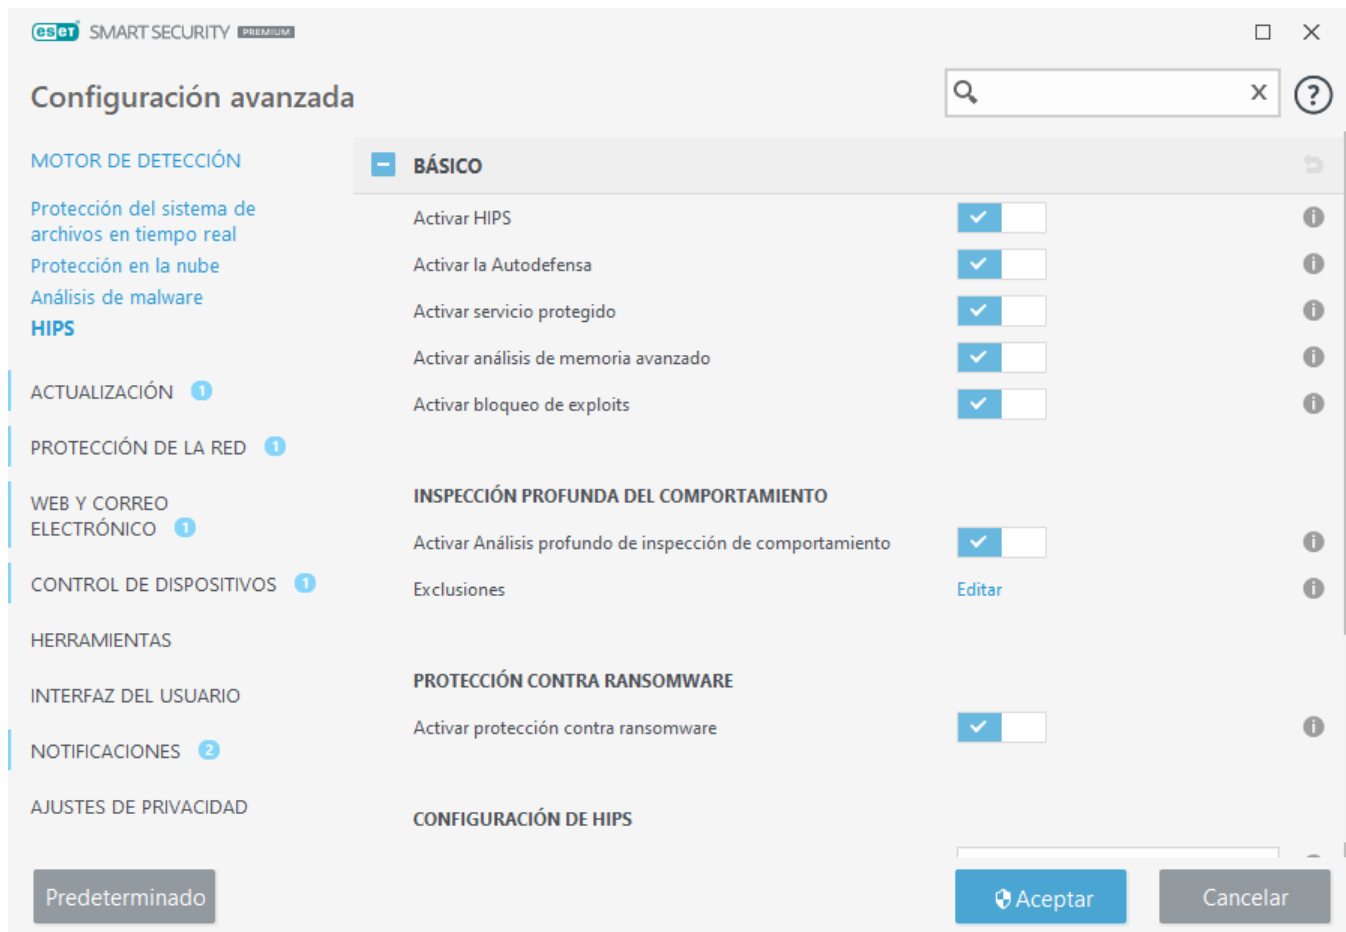 eset SMART SECURITY PREMIUM
Configuración avanzada
x
?
MOTOR DE DETECCIÓN
Protección del sistema de
archivos en tiempo real
Protección en la nube
Análisis de malware
HIPS
ACTUALIZACIÓN 1
PROTECCIÓN DE LA RED 1
WEB Y CORREO
ELECTRÓNICO 1
CONTROL DE DISPOSITIVOS 1
HERRAMIENTAS
INTERFAZ DEL USUARIO
NOTIFICACIONES 2
AJUSTES DE PRIVACIDAD
BÁSICO
Activar HIPS
Activar la Autodefensa
Activar servicio protegido
Activar análisis de memoria avanzado
Activar bloqueo de exploits
INSPECCIÓN PROFUNDA DEL COMPORTAMIENTO
Activar Análisis profundo de inspección de comportamiento
Exclusiones Editar
PROTECCIÓN CONTRA RANSOMWARE
Activar protección contra ransomware
CONFIGURACIÓN DE HIPS
Predeterminado
Aceptar
Cancelar